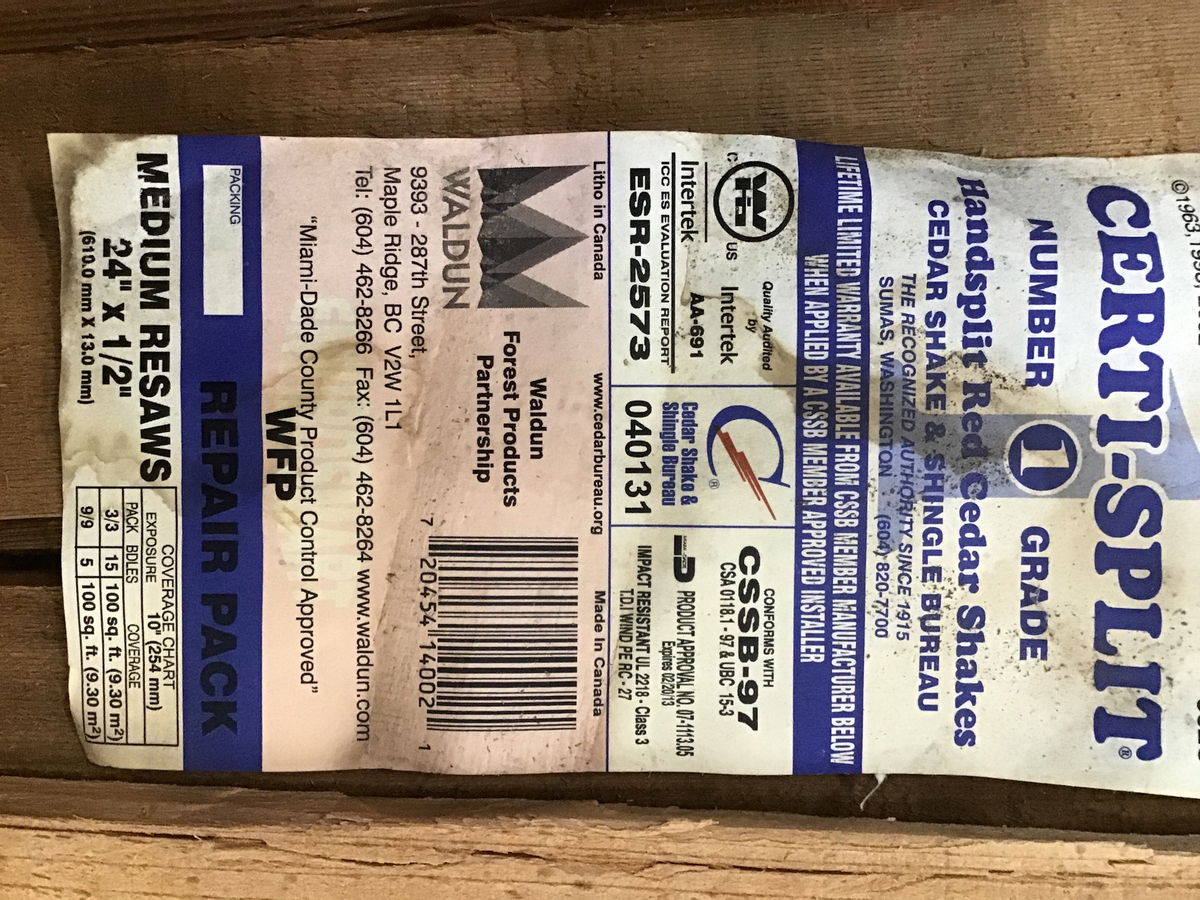 CERTI-SPLIT®
NUMBER 1 GRADE
Handsplit Red Cedar Shakes
CEDAR SHAKE & SHINGLE BUREAU
THE RECOGNIZED AUTHORITY SINCE 1915
SUMAS, WASHINGTON (604) 820-7700
LIFETIME LIMITED WARRANTY AVAILABLE FROM CSSB MEMBER MANUFACTURER BELOW
WHEN APPLIED BY A CSSB MEMBER APPROVED INSTALLER
C US
Intertek
Quality Audited
by
Intertek
AA-691
ICC ES EVALUATION REPORT
ESR-2573
®
Cedar Shake &
Shingle Bureau
040131
CONFORMS WITH
CSSB-97
CSA 0118.1 - 97 & UBC 15-3
PRODUCT APPROVAL NO. 07-1113.05
Expires 02/20/13
IMPACT RESISTANT UL 2218 - Class 3
T.D.I WIND PE RC - 27
Litho in Canada www.cedarbureau.org Made in Canada
WALDUN
Waldun
Forest Products
Partnership
7 20454 14002 1
9393 - 287th Street,
Maple Ridge, BC V2W 1L1
Tel: (604) 462-8266 Fax: (604) 462-8264 www.waldun.com
"Miami-Dade County Product Control Approved"
WFP
PACKING
REPAIR PACK
MEDIUM RESAWS
24" X 1/2"
(610.0 mm X 13.0 mm)
COVERAGE CHART
EXPOSURE 10" (254 mm)
PACK BDLES COVERAGE
3/3 15 100 sq. ft. (9.30 m²)
9/9 5 100 sq. ft. (9.30 m²)